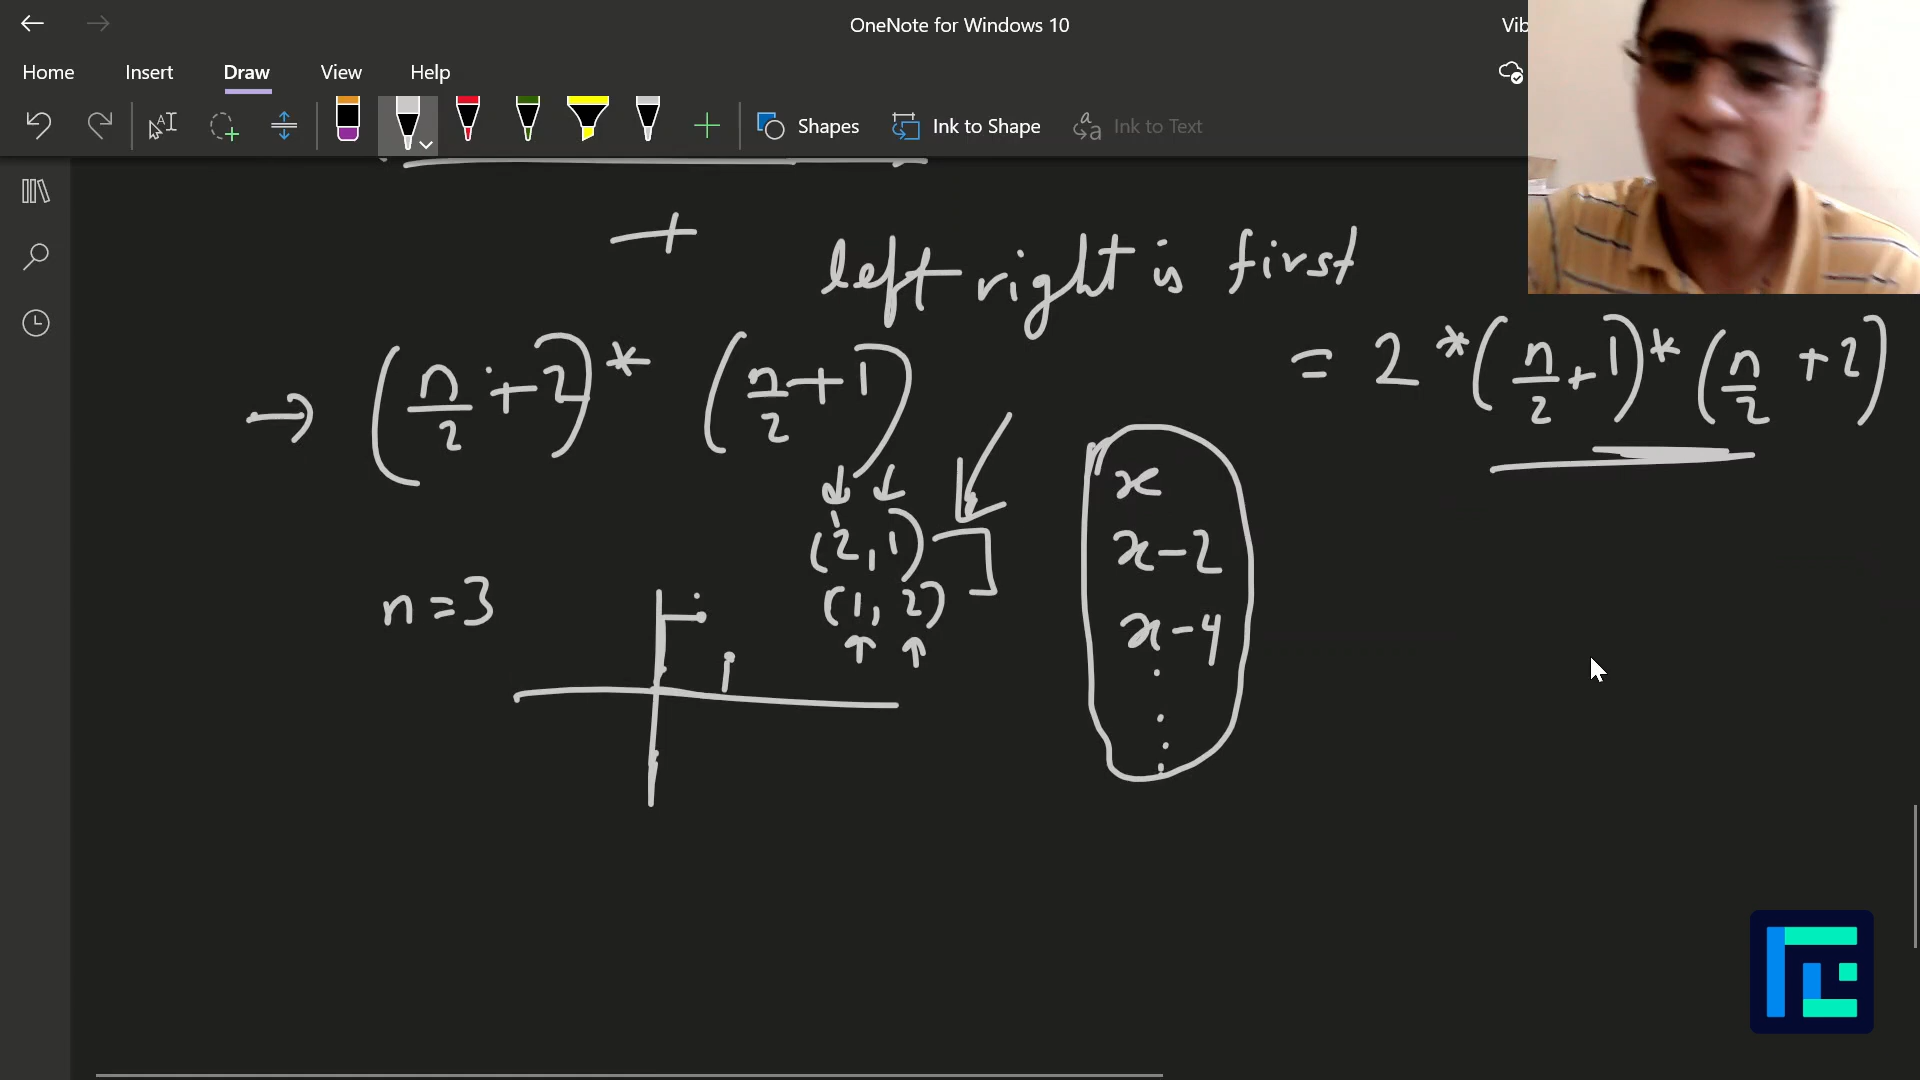 OneNote for Windows 10
Vib
Home Insert Draw View Help
Shapes Ink to Shape Ink to Text
+
left right is first
→ (n/2 + 2) * (n/2 + 1)
= 2 * (n/2 + 1) * (n/2 + 2)
(2, 1)
(1, 2)
n = 3
x
x - 2
x - 4